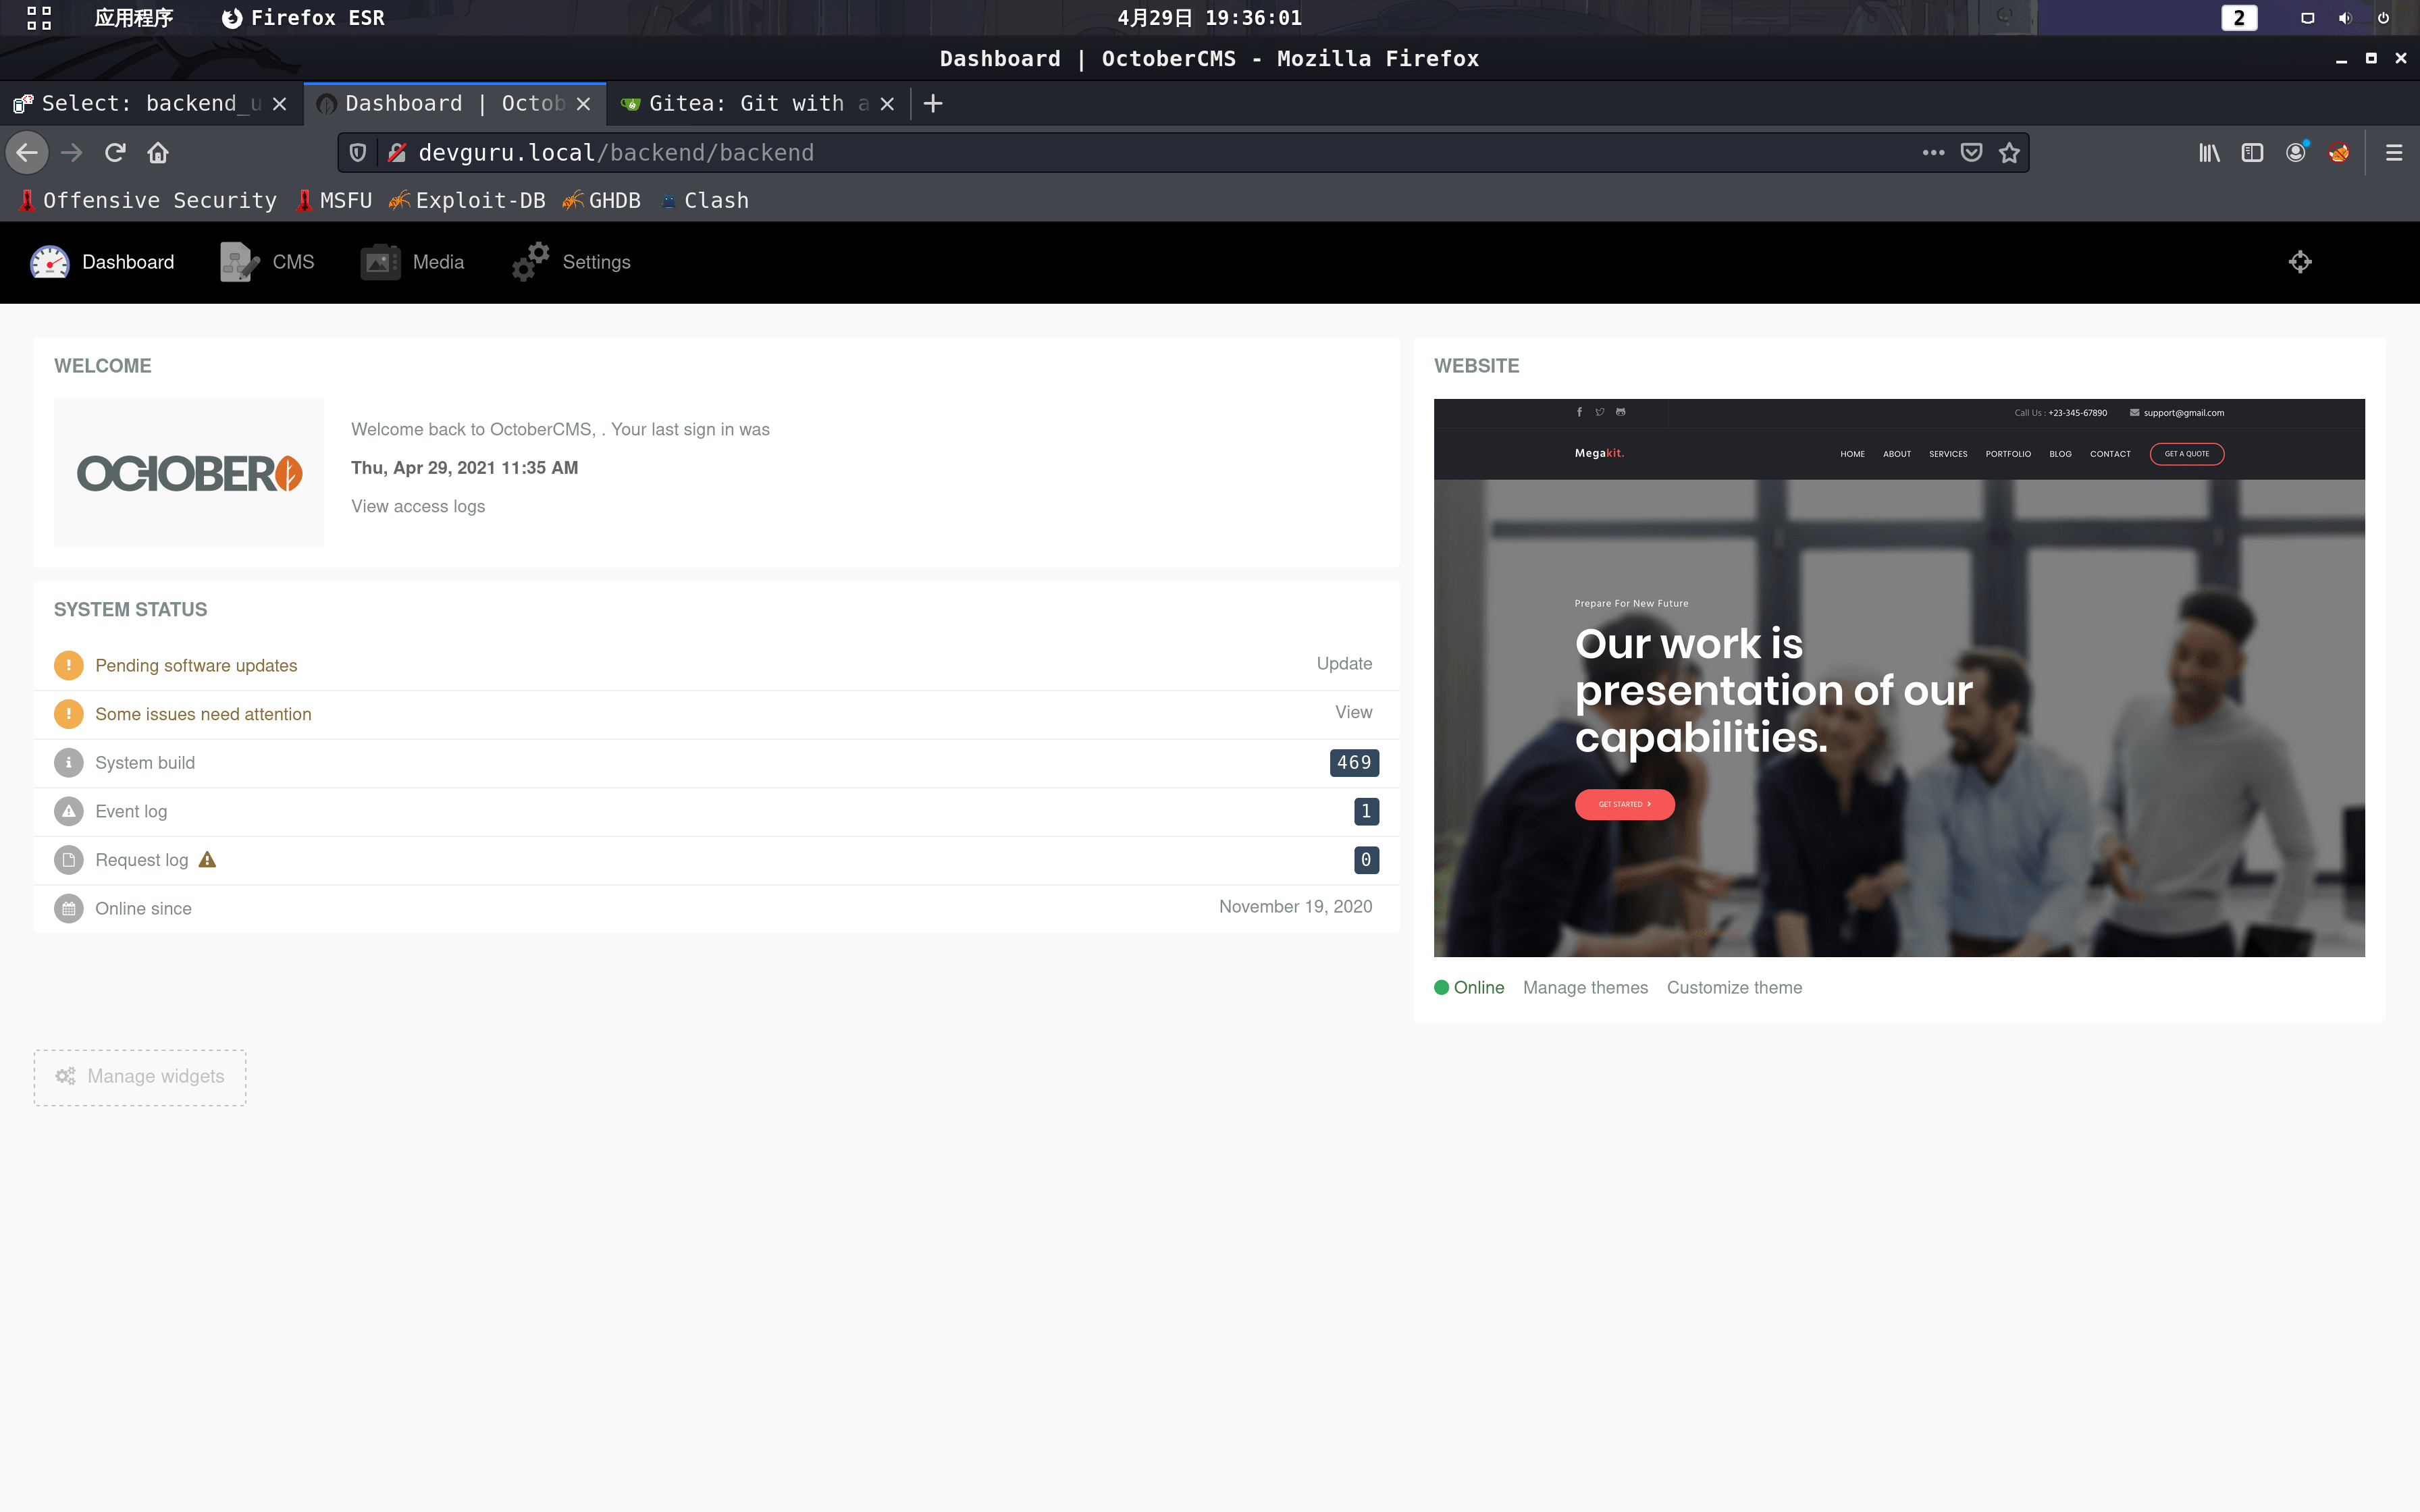 应用程序 Firefox ESR 4月29日 19:36:01 2
Dashboard | OctoberCMS - Mozilla Firefox
Select: backend_u Dashboard | Octob Gitea: Git with a
devguru.local/backend/backend
Offensive Security MSFU Exploit-DB GHDB Clash
Dashboard CMS Media Settings
WELCOME
OCTOBER
Welcome back to OctoberCMS, . Your last sign in was
Thu, Apr 29, 2021 11:35 AM
View access logs
SYSTEM STATUS
Pending software updates Update
Some issues need attention View
System build 469
Event log 1
Request log 0
Online since November 19, 2020
Manage widgets
WEBSITE
Call Us : +23-345-67890 support@gmail.com
Megakit. HOME ABOUT SERVICES PORTFOLIO BLOG CONTACT GET A QUOTE
Prepare For New Future
Our work is
presentation of our
capabilities.
GET STARTED
Online Manage themes Customize theme